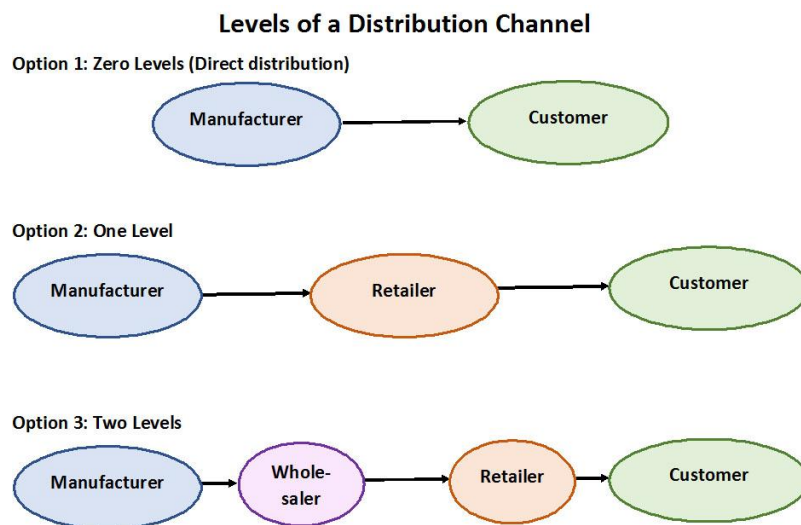 Levels of a Distribution Channel
Option 1: Zero Levels (Direct distribution)
Manufacturer
Customer
Option 2: One Level
Manufacturer
Retailer
Customer
Option 3: Two Levels
Manufacturer
Whole-
saler
Retailer
Customer